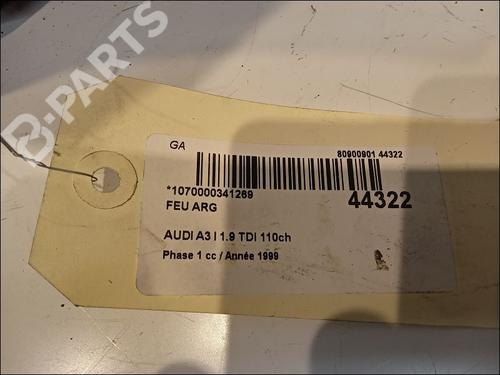 B-PARTS
GA
80900901 44322
*1070000341269
44322
FEU ARG
AUDI A3 I 1.9 TDI 110ch
Phase 1 cc / Année 1999